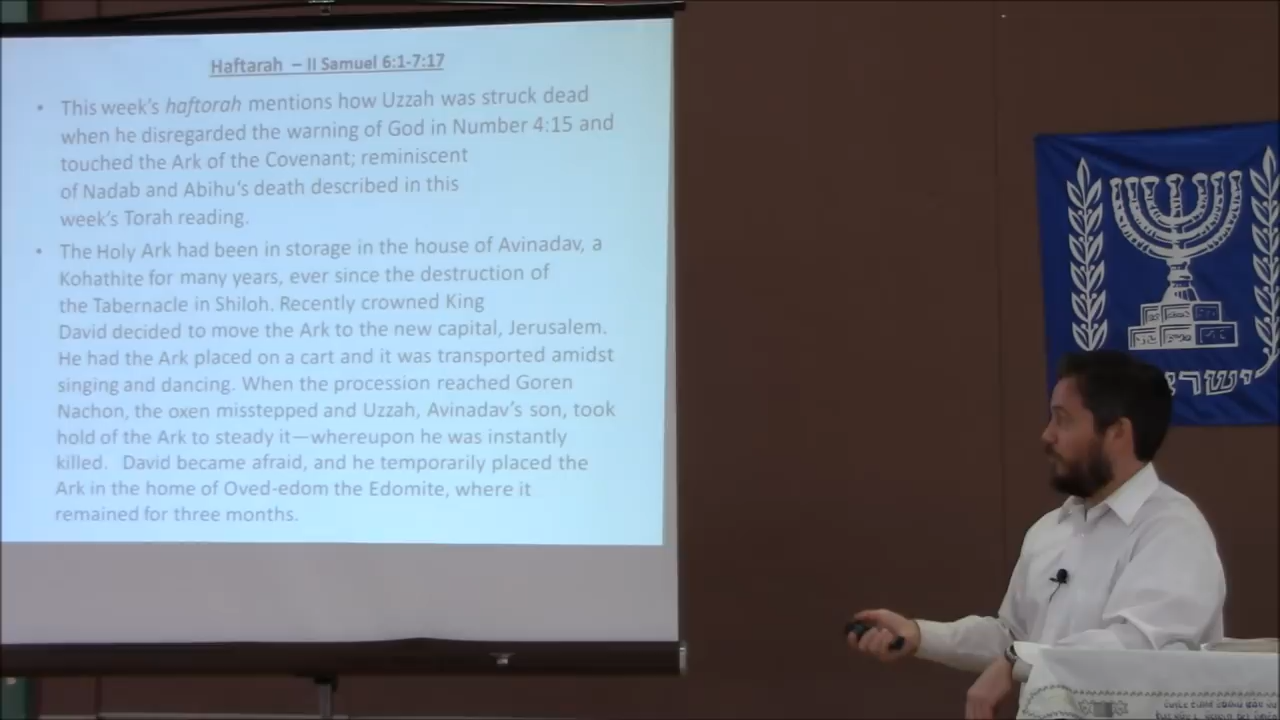 Haftarah – II Samuel 6:1-7:17
• This week's haftorah mentions how Uzzah was struck dead
when he disregarded the warning of God in Number 4:15 and
touched the Ark of the Covenant; reminiscent
of Nadab and Abihu's death described in this
week's Torah reading.
• The Holy Ark had been in storage in the house of Avinadav, a
Kohathite for many years, ever since the destruction of
the Tabernacle in Shiloh. Recently crowned King
David decided to move the Ark to the new capital, Jerusalem.
He had the Ark placed on a cart and it was transported amidst
singing and dancing. When the procession reached Goren
Nachon, the oxen misstepped and Uzzah, Avinadav's son, took
hold of the Ark to steady it—whereupon he was instantly
killed. David became afraid, and he temporarily placed the
Ark in the home of Oved-edom the Edomite, where it
remained for three months.
ישר